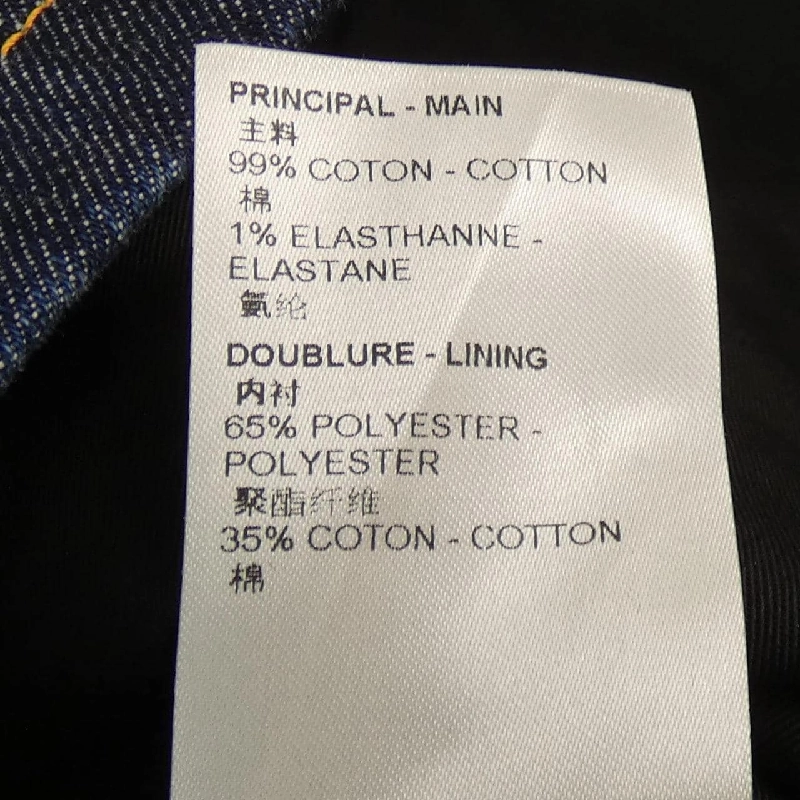 PRINCIPAL - MAIN
主料
99% COTON - COTTON
棉
1% ELASTHANNE -
ELASTANE
氨纶
DOUBLURE - LINING
内衬
65% POLYESTER -
POLYESTER
聚酯纤维
35% COTON - COTTON
棉